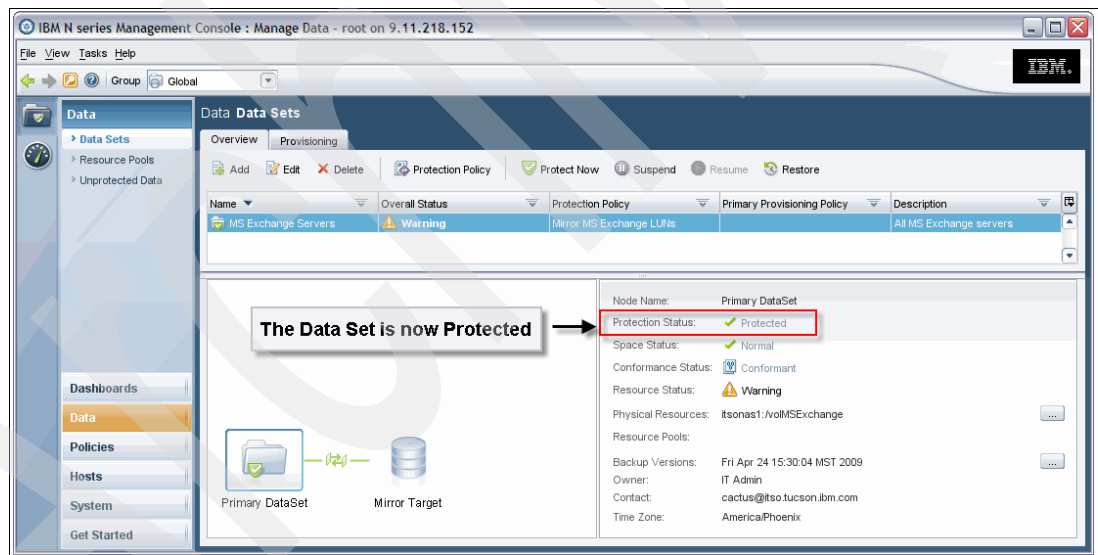 IBM N series Management Console : Manage Data - root on 9.11.218.152
File View Tasks Help
IBM.
Group Global
Data
Data Sets
Resource Pools
Unprotected Data
Dashboards
Data
Policies
Hosts
System
Get Started
Data Data Sets
Overview Provisioning
Add Edit Delete Protection Policy Protect Now Suspend Resume Restore
Name Overall Status Protection Policy Primary Provisioning Policy Description
MS Exchange Servers Warning Mirror MS Exchange LUNs All MS Exchange servers
The Data Set is now Protected
Primary DataSet Mirror Target
Node Name: Primary DataSet
Protection Status: Protected
Space Status: Normal
Conformance Status: Conformant
Resource Status: Warning
Physical Resources: itsonas1:/volMSExchange ...
Resource Pools:
Backup Versions: Fri Apr 24 15:30:04 MST 2009 ...
Owner: IT Admin
Contact: cactus@itso.tucson.ibm.com
Time Zone: America/Phoenix